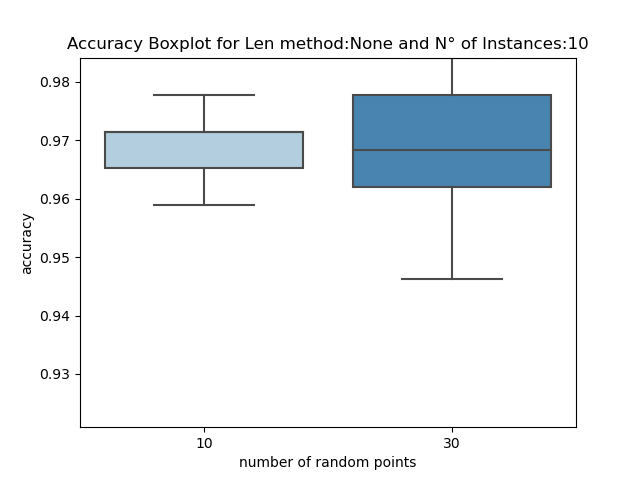 Accuracy Boxplot for Len method:None and N° of Instances:10
0.98
0.97
0.96
0.95
0.94
0.93
accuracy
10
30
number of random points